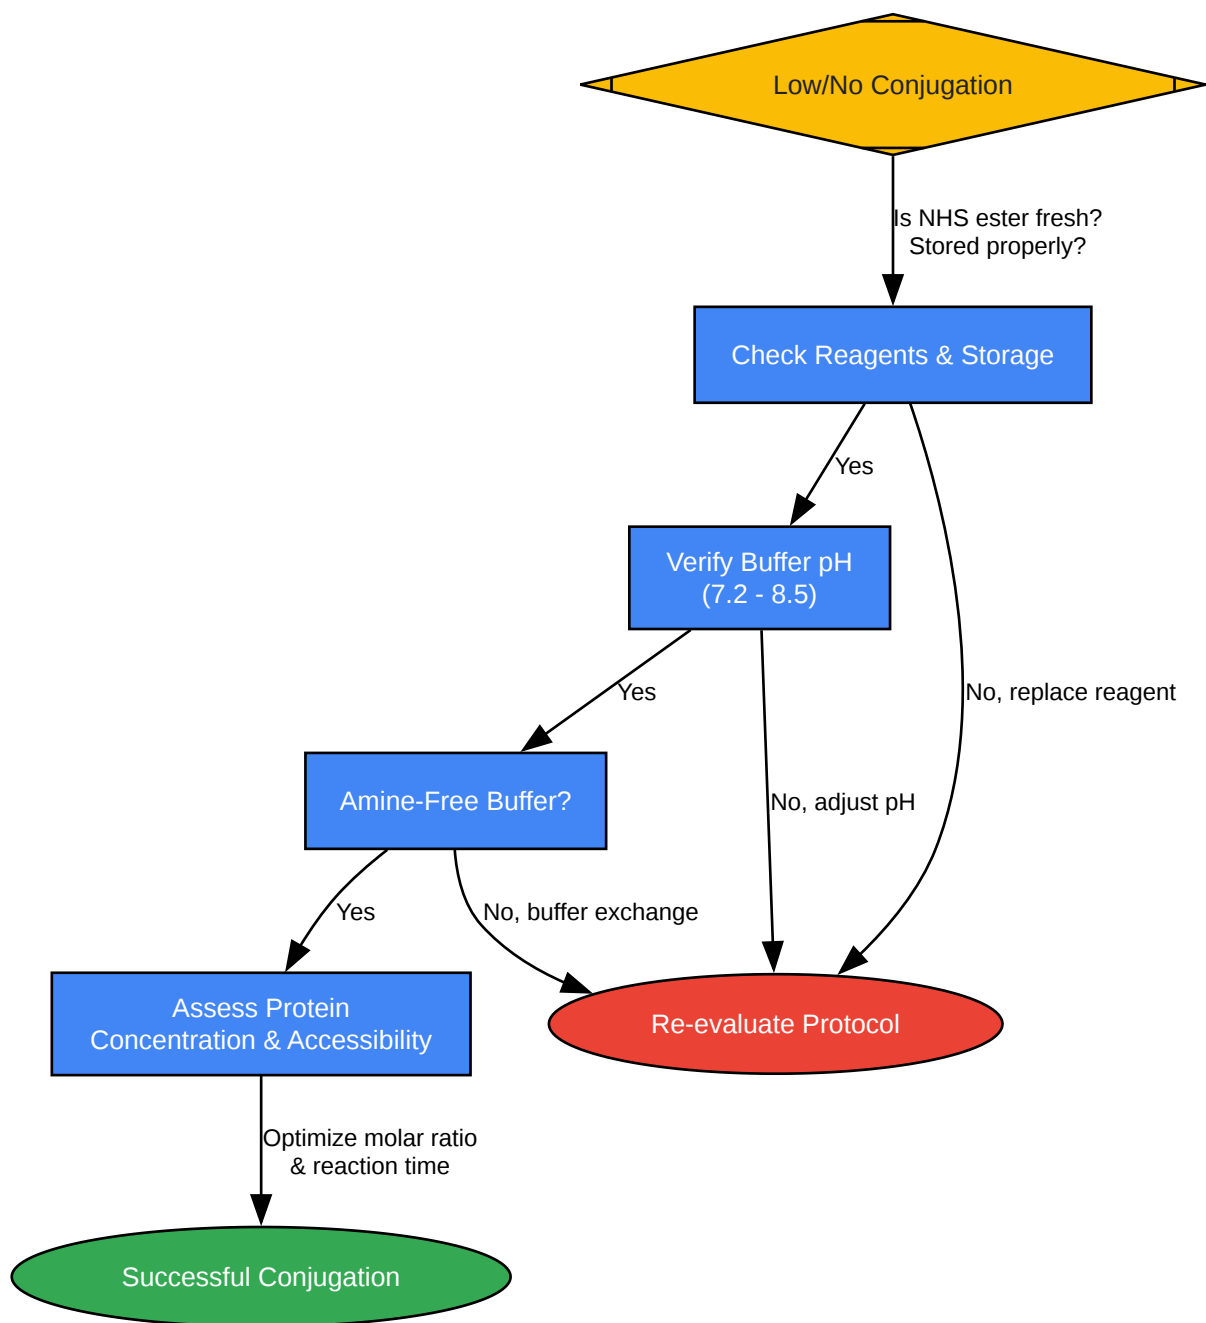 Low/No Conjugation
Is NHS ester fresh?
Stored properly?
Check Reagents & Storage
Yes
Verify Buffer pH
(7.2 - 8.5)
Yes
No, replace reagent
Amine-Free Buffer?
No, adjust pH
Yes
No, buffer exchange
Assess Protein
Concentration & Accessibility
Re-evaluate Protocol
Optimize molar ratio
& reaction time
Successful Conjugation